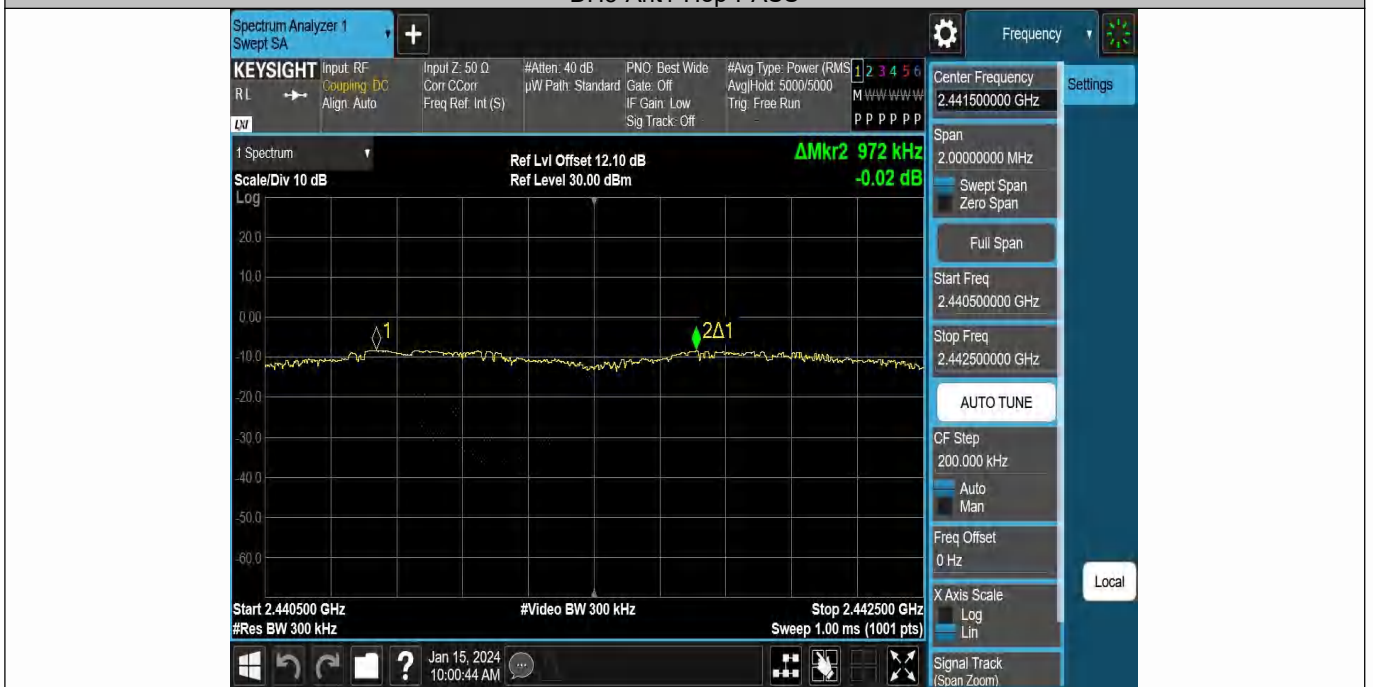 Spectrum Analyzer 1
Swept SA
+
Frequency
KEYSIGHT
RL
LXI
Input: RF
Coupling: DC
Align: Auto
Input Z: 50 Ω
Corr CCorr
Freq Ref: Int (S)
#Atten: 40 dB
µW Path: Standard
PNO: Best Wide
Gate: Off
IF Gain: Low
Sig Track: Off
#Avg Type: Power (RMS
Avg|Hold: 5000/5000
Trig: Free Run
1 2 3 4 5 6
M W W W W W
P P P P P P
1 Spectrum
Scale/Div 10 dB
Log
Ref Lvl Offset 12.10 dB
Ref Level 30.00 dBm
ΔMkr2 972 kHz
-0.02 dB
20.0
10.0
0.00
-10.0
-20.0
-30.0
-40.0
-50.0
-60.0
1
2Δ1
Start 2.440500 GHz
#Res BW 300 kHz
#Video BW 300 kHz
Stop 2.442500 GHz
Sweep 1.00 ms (1001 pts)
Center Frequency
2.441500000 GHz
Settings
Span
2.00000000 MHz
Swept Span
Zero Span
Full Span
Start Freq
2.440500000 GHz
Stop Freq
2.442500000 GHz
AUTO TUNE
CF Step
200.000 kHz
Auto
Man
Freq Offset
0 Hz
X Axis Scale
Log
Lin
Local
Signal Track
(Span Zoom)
?
Jan 15, 2024
10:00:44 AM